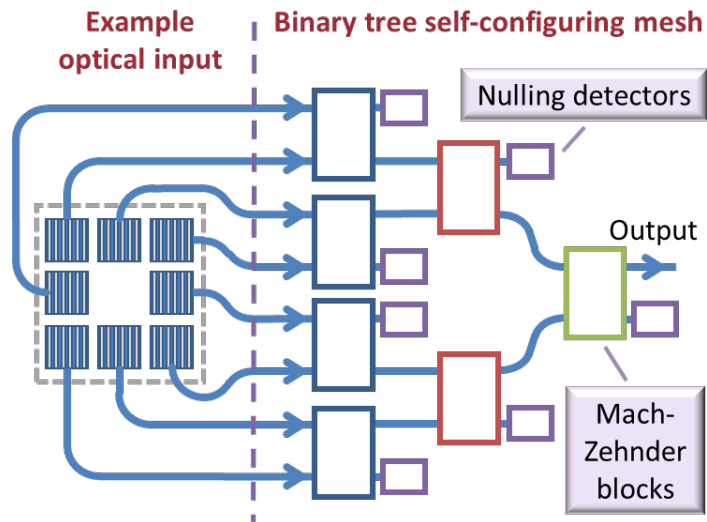 Example
optical input
Binary tree self-configuring mesh
Nulling detectors
Output
Mach-
Zehnder
blocks